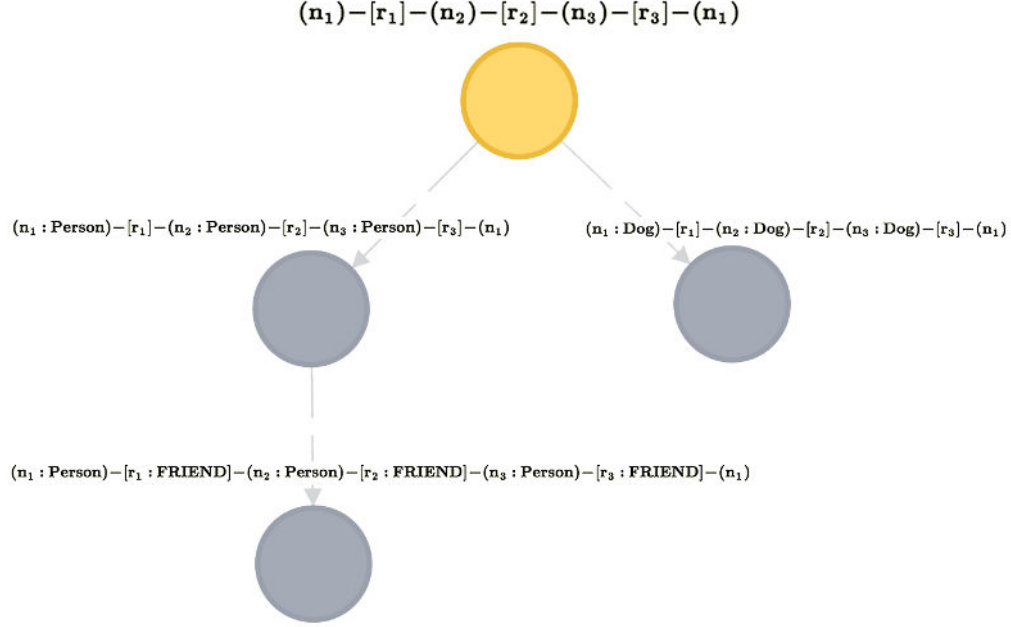 (n₁)−[r₁]−(n₂)−[r₂]−(n₃)−[r₃]−(n₁)
(n₁ : Person)−[r₁]−(n₂ : Person)−[r₂]−(n₃ : Person)−[r₃]−(n₁)
(n₁ : Dog)−[r₁]−(n₂ : Dog)−[r₂]−(n₃ : Dog)−[r₃]−(n₁)
(n₁ : Person)−[r₁ : FRIEND]−(n₂ : Person)−[r₂ : FRIEND]−(n₃ : Person)−[r₃ : FRIEND]−(n₁)